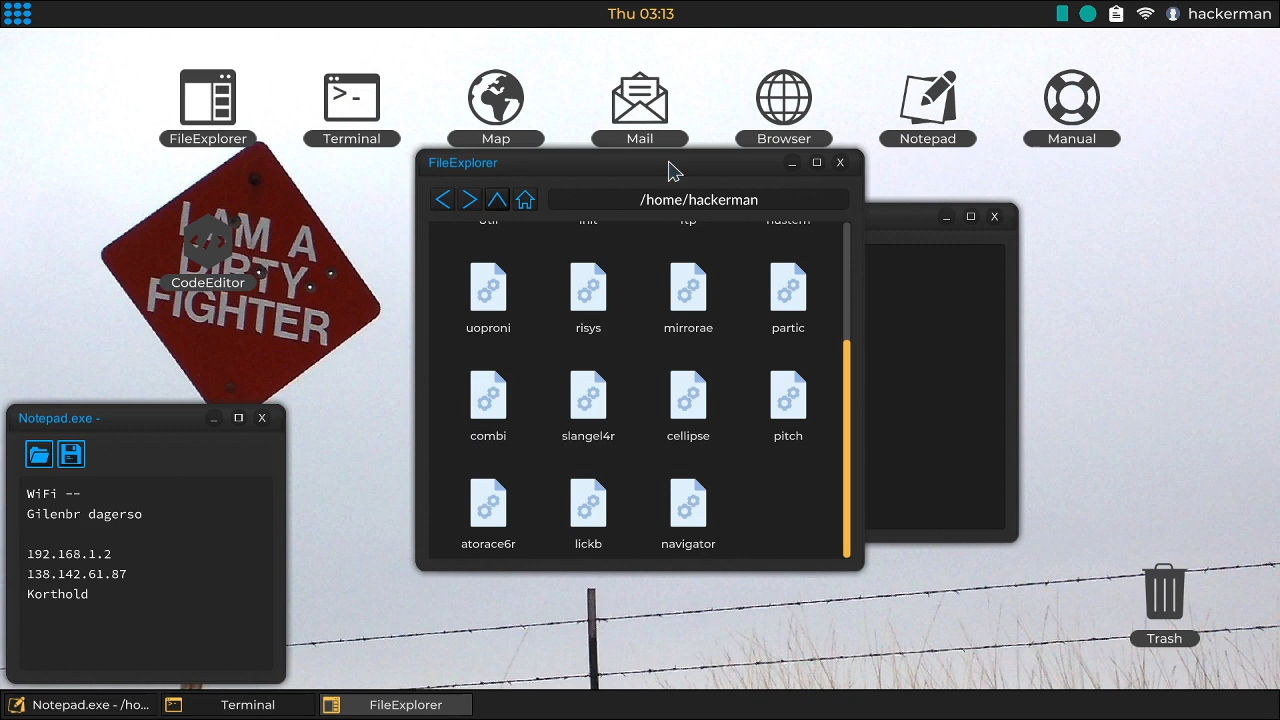 Thu 03:13
hackerman
FileExplorer
Terminal
Map
Mail
Browser
Notepad
Manual
I AM A
DIRTY
FIGHTER
CodeEditor
FileExplorer
/home/hackerman
uoproni
risys
mirrorae
partic
combi
slangel4r
cellipse
pitch
atorace6r
lickb
navigator
Notepad.exe -
WiFi --
Gilenbr dagerso
192.168.1.2
138.142.61.87
Korthold
Trash
Notepad.exe - /ho...
Terminal
FileExplorer